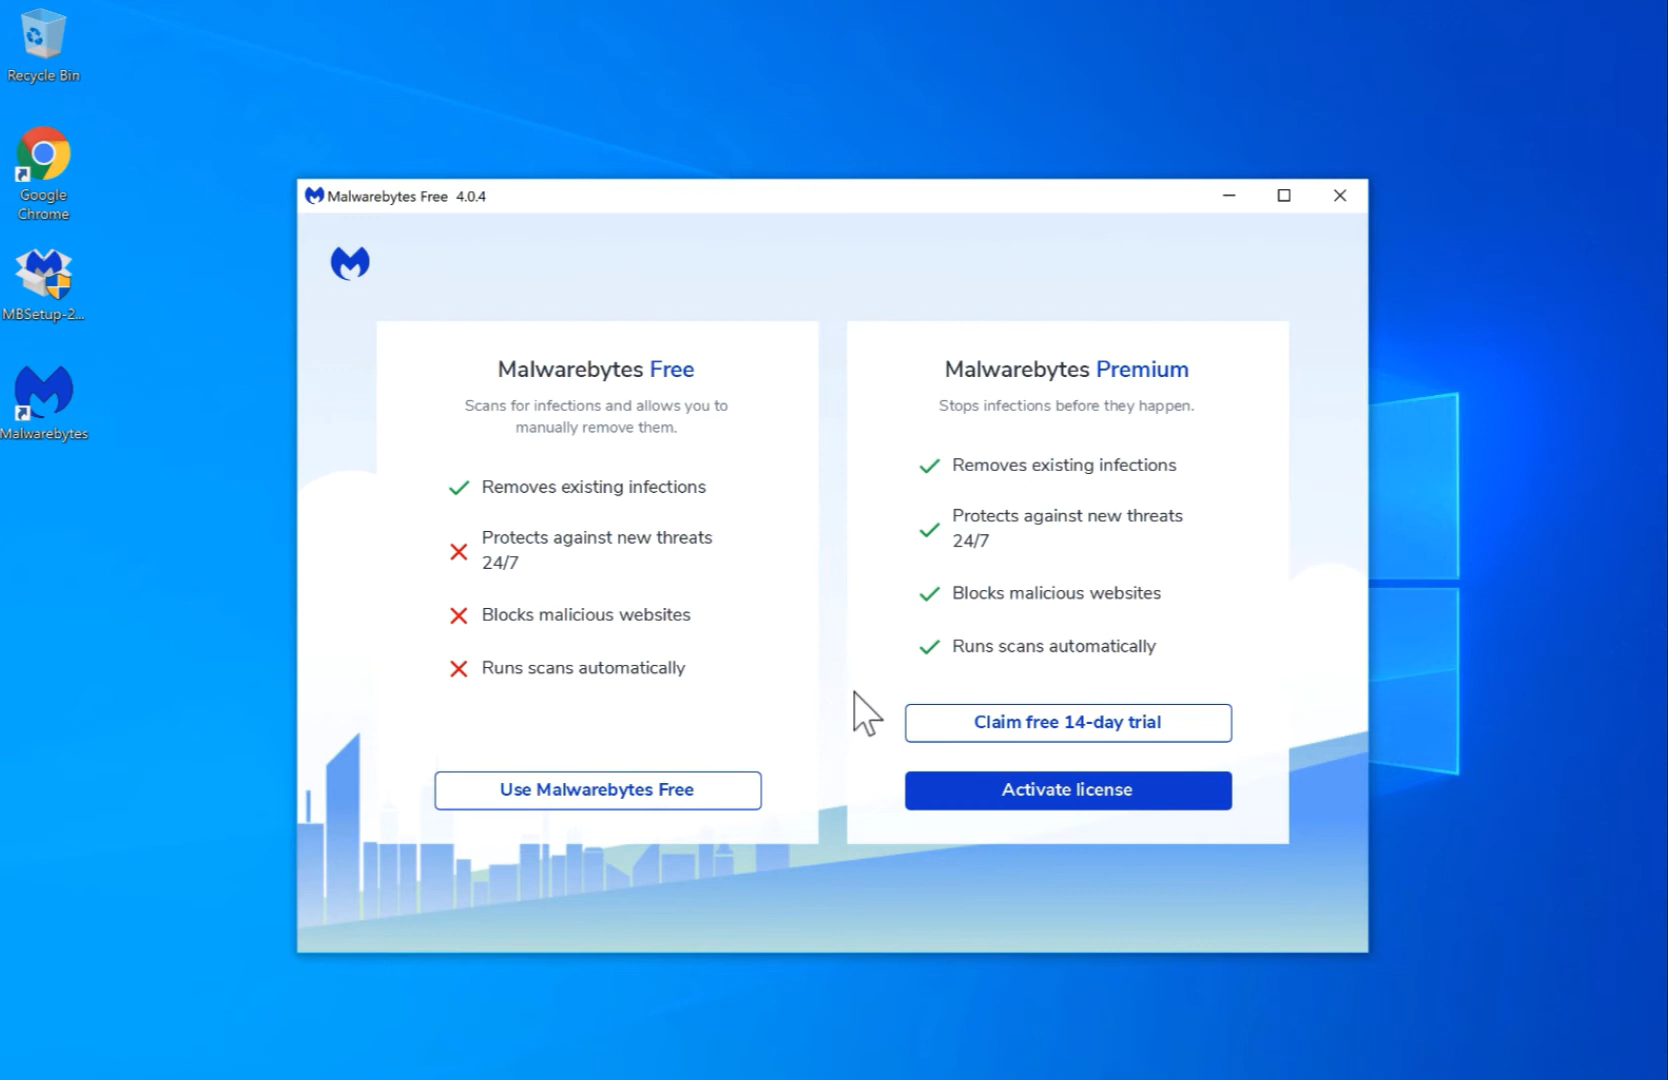 Recycle Bin
Google
Chrome
MBSetup-2...
Malwarebytes
Malwarebytes Free 4.0.4
Malwarebytes Free
Scans for infections and allows you to
manually remove them.
Removes existing infections
Protects against new threats
24/7
Blocks malicious websites
Runs scans automatically
Use Malwarebytes Free
Malwarebytes Premium
Stops infections before they happen.
Removes existing infections
Protects against new threats
24/7
Blocks malicious websites
Runs scans automatically
Claim free 14-day trial
Activate license